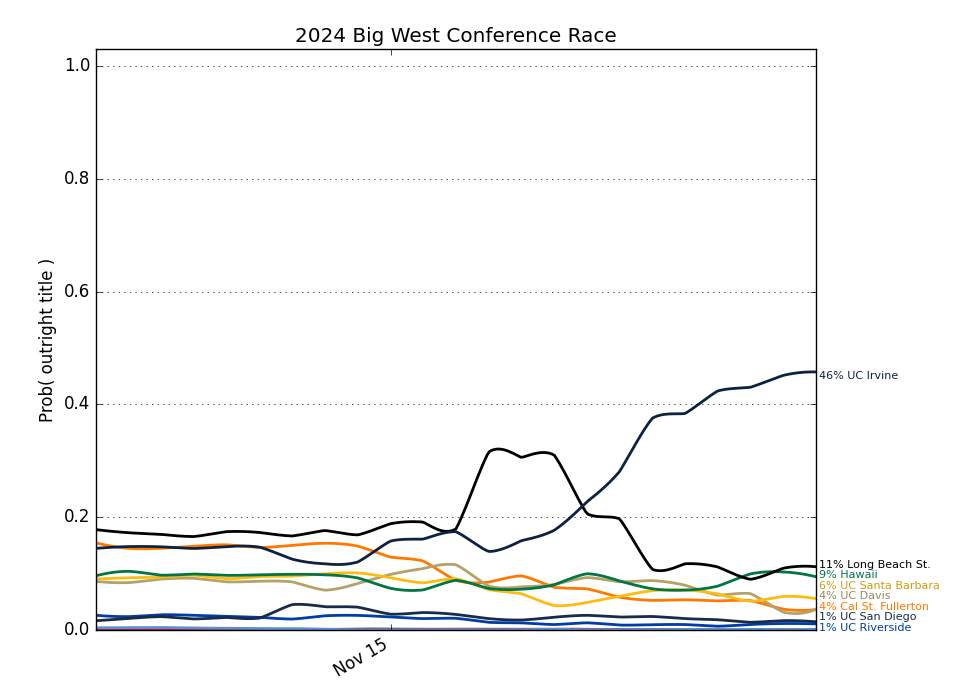 2024 Big West Conference Race
Prob( outright title )
1.0
0.8
0.6
0.4
0.2
0.0
Nov 15
46% UC Irvine
11% Long Beach St.
9% Hawaii
6% UC Santa Barbara
4% UC Davis
4% Cal St. Fullerton
1% UC San Diego
1% UC Riverside